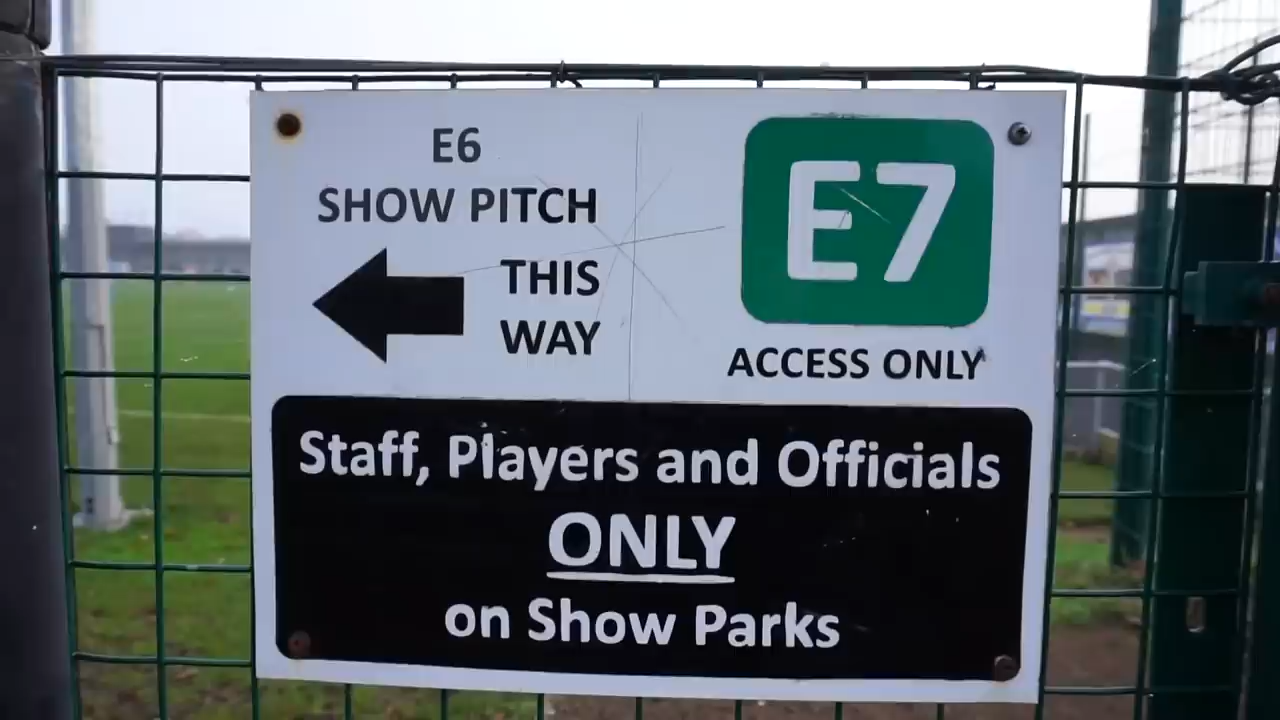 E6
SHOW PITCH
THIS
WAY
E7
ACCESS ONLY
Staff, Players and Officials
ONLY
on Show Parks